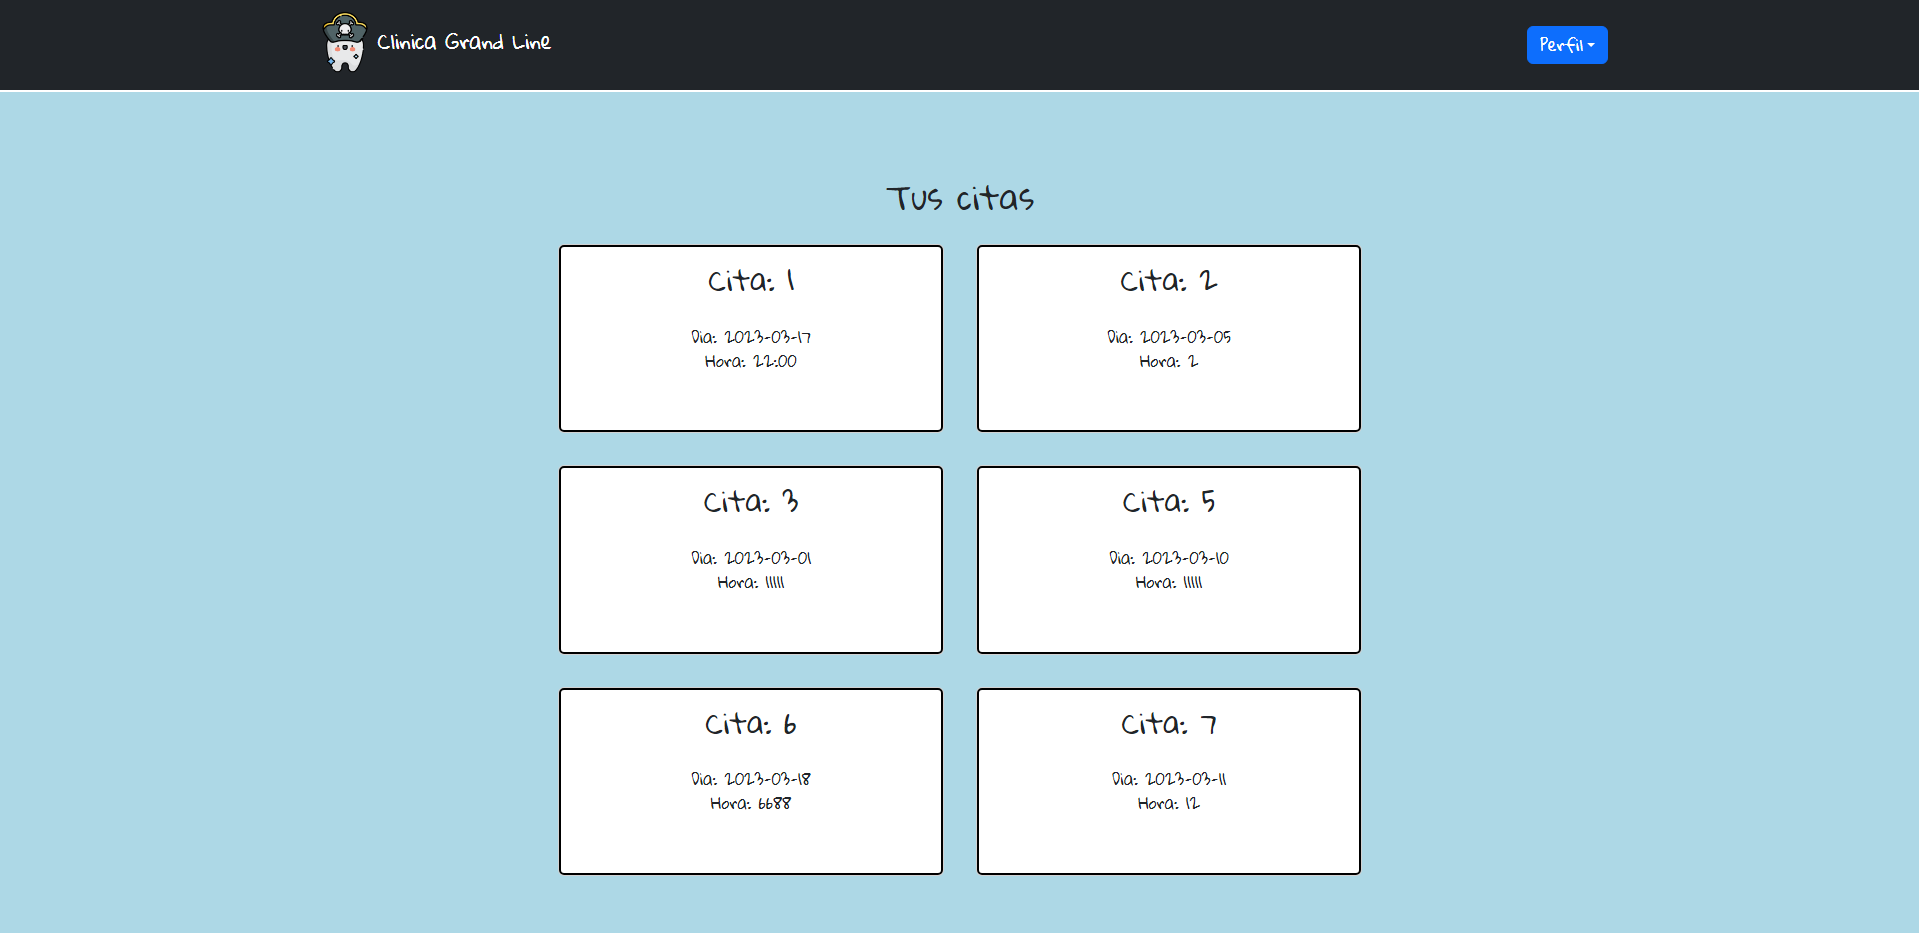 Clinica Grand Line
Perfil
Tus citas
Cita: 1
Dia: 2023-03-17
Hora: 22:00
Cita: 2
Dia: 2023-03-05
Hora: 2
Cita: 3
Dia: 2023-03-01
Hora: 11111
Cita: 5
Dia: 2023-03-10
Hora: 11111
Cita: 6
Dia: 2023-03-18
Hora: 6688
Cita: 7
Dia: 2023-03-11
Hora: 12